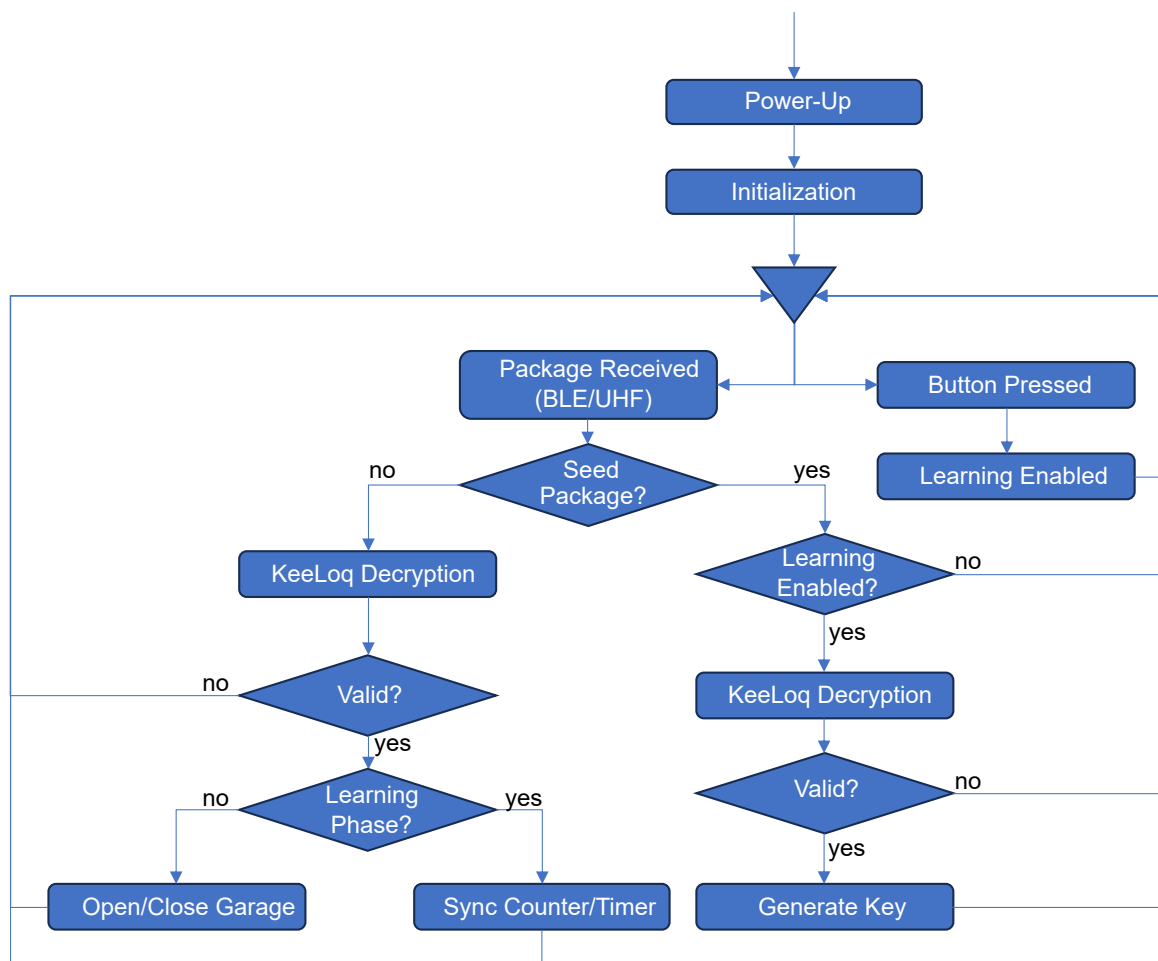 Power-Up
Initialization
Package Received
(BLE/UHF)
Button Pressed
no
Seed
Package?
yes
Learning Enabled
KeeLoq Decryption
Learning
Enabled?
no
yes
no
Valid?
KeeLoq Decryption
yes
no
Learning
Phase?
yes
Valid?
no
yes
Open/Close Garage
Sync Counter/Timer
Generate Key